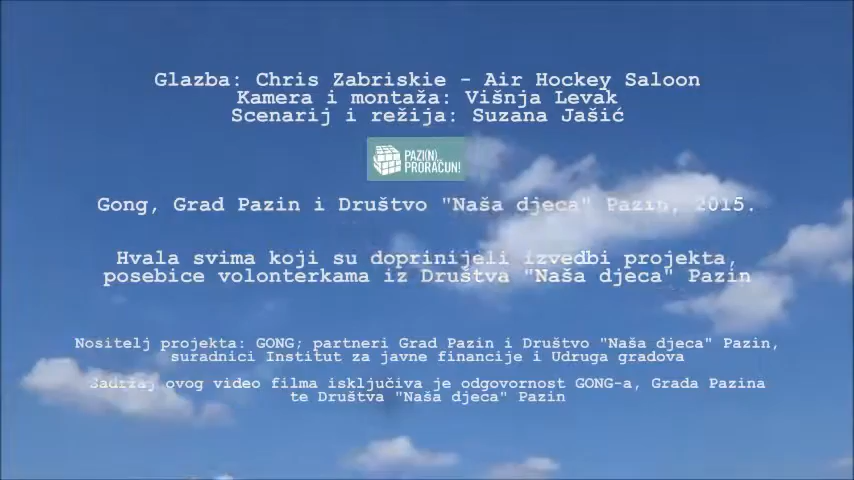 Glazba: Chris Zabriskie - Air Hockey Saloon
Kamera i montaža: Višnja Levak
Scenarij i režija: Suzana Jašić
PAZI(N)
PRORAČUN!
Gong, Grad Pazin i Društvo "Naša djeca" Pazin, 2015.
Hvala svima koji su doprinijeli izvedbi projekta,
posebice volonterkama iz Društva "Naša djeca" Pazin
Nositelj projekta: GONG; partneri Grad Pazin i Društvo "Naša djeca" Pazin,
suradnici Institut za javne financije i Udruga gradova
Sadržaj ovog video filma isključiva je odgovornost GONG-a, Grada Pazina
te Društva "Naša djeca" Pazin